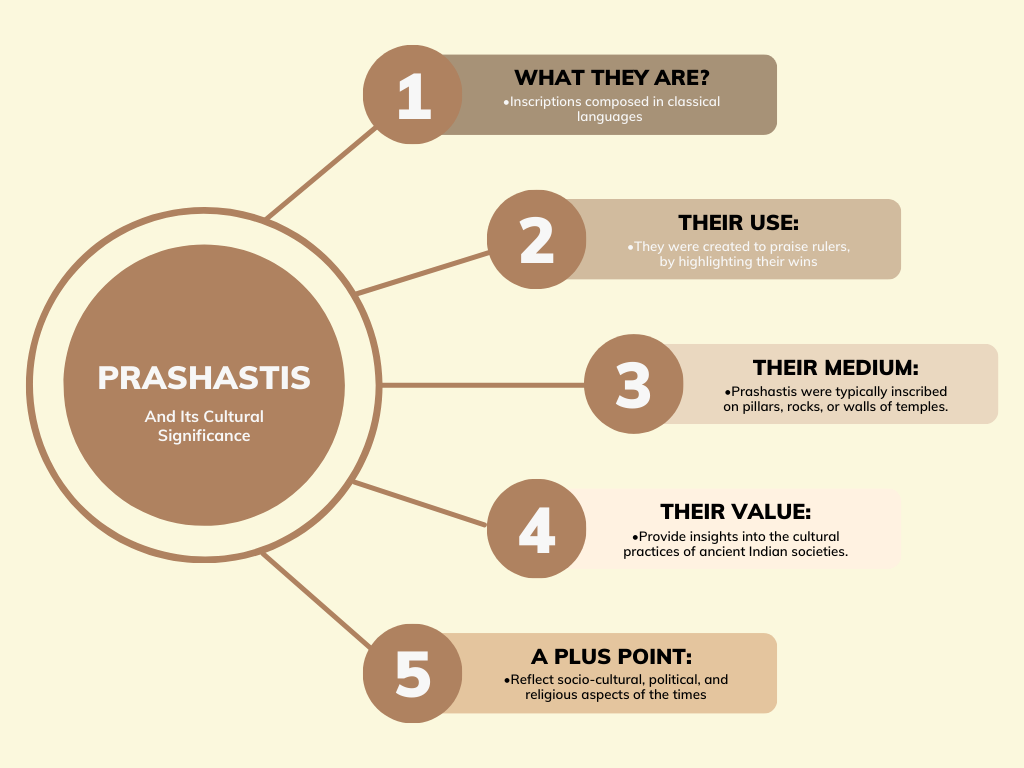 PRASHASTIS
And Its Cultural
Significance
1
WHAT THEY ARE?
•Inscriptions composed in classical
languages
2
THEIR USE:
•They were created to praise rulers,
by highlighting their wins
3
THEIR MEDIUM:
•Prashastis were typically inscribed
on pillars, rocks, or walls of temples.
4
THEIR VALUE:
•Provide insights into the cultural
practices of ancient Indian societies.
5
A PLUS POINT:
•Reflect socio-cultural, political, and
religious aspects of the times